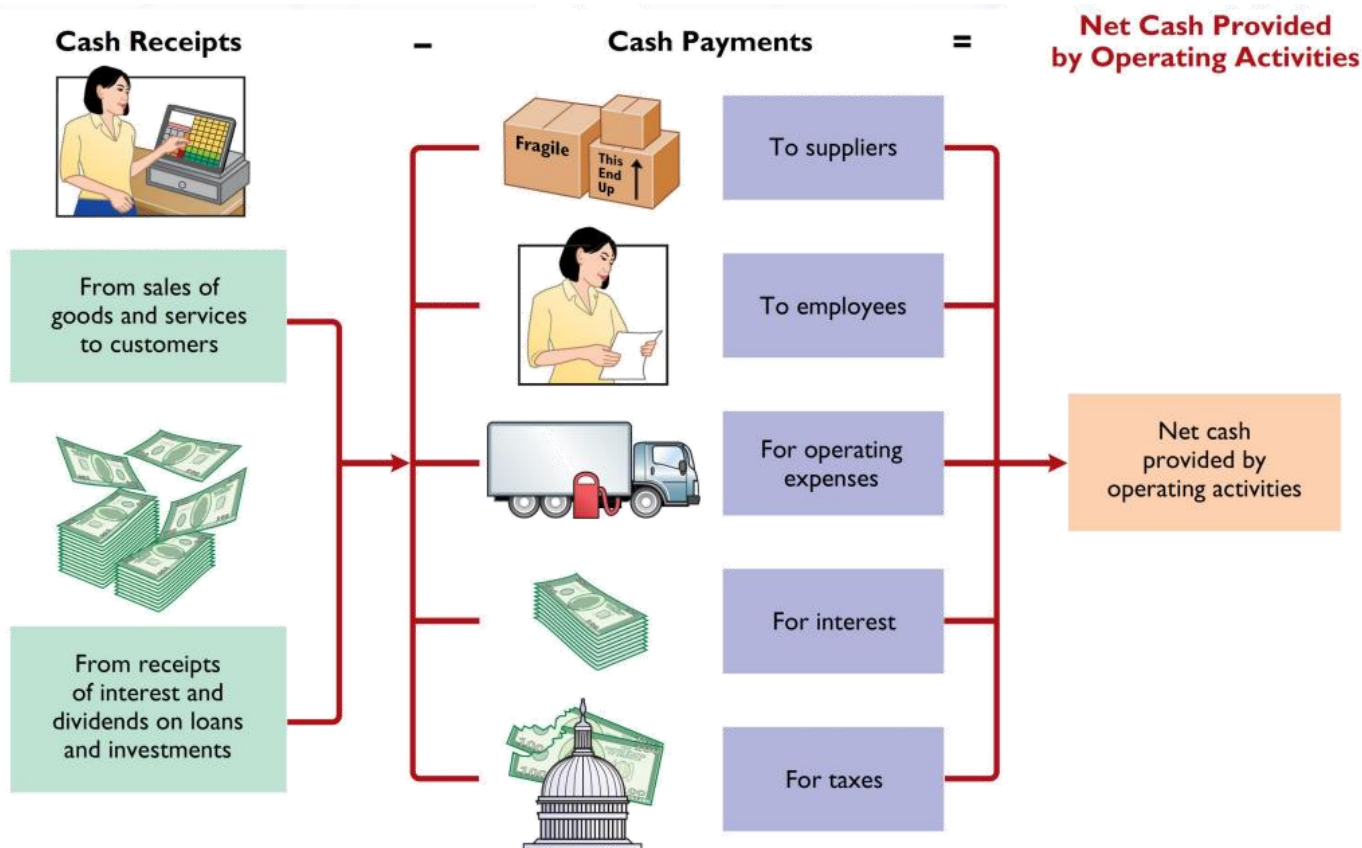 Cash Receipts
–
Cash Payments
=
Net Cash Provided
by Operating Activities
From sales of
goods and services
to customers
From receipts
of interest and
dividends on loans
and investments
Fragile
This
End
Up
To suppliers
To employees
For operating
expenses
For interest
For taxes
Net cash
provided by
operating activities